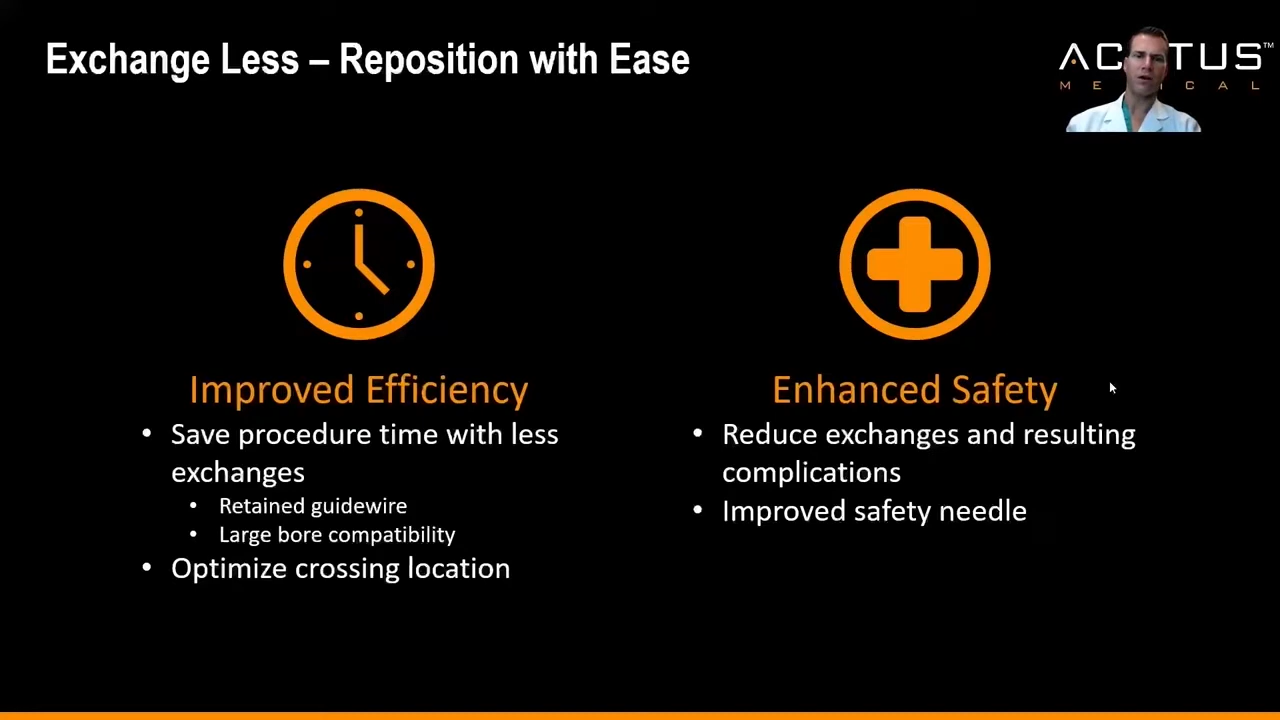 Exchange Less – Reposition with Ease
Improved Efficiency
• Save procedure time with less
exchanges
• Retained guidewire
• Large bore compatibility
• Optimize crossing location
Enhanced Safety
• Reduce exchanges and resulting
complications
• Improved safety needle